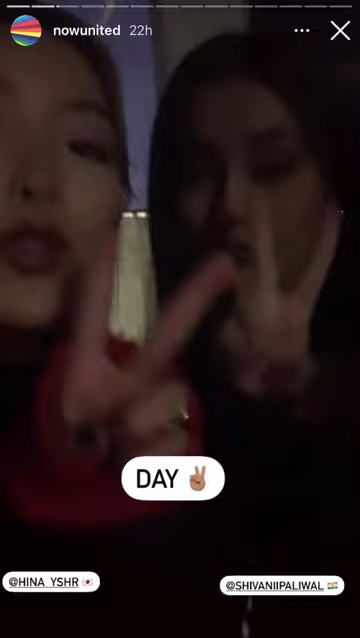 nowunited 22h
DAY ✌🏽
@HINA_YSHR 🇯🇵
@SHIVANIIPALIWAL 🇮🇳